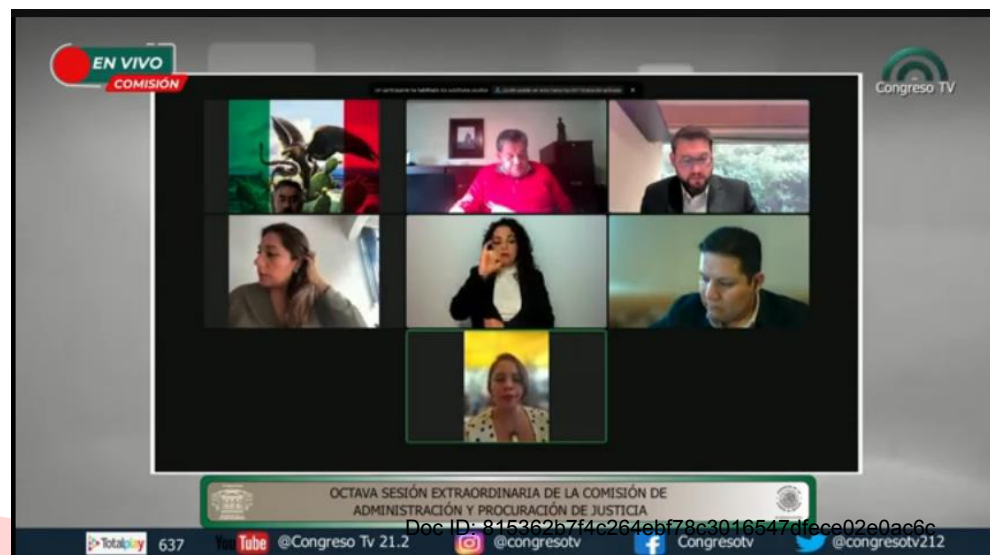 EN VIVO
COMISIÓN
Congreso TV
OCTAVA SESIÓN EXTRAORDINARIA DE LA COMISIÓN DE
ADMINISTRACIÓN Y PROCURACIÓN DE JUSTICIA
Doc ID: 815362b7f4c264ebf78c3016547dfece02e0ac6c
Totalplay 637 YouTube @Congreso Tv 21.2 @congresotv Congresotv @congresotv212